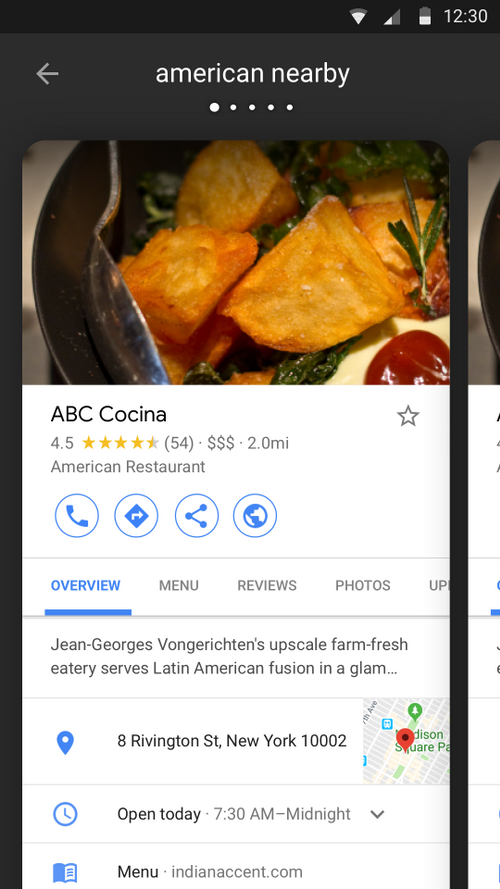 12:30
american nearby
ABC Cocina
4.5 (54) · $$$ · 2.0mi
American Restaurant
OVERVIEW MENU REVIEWS PHOTOS
Jean-Georges Vongerichten's upscale farm-fresh
eatery serves Latin American fusion in a glam...
8 Rivington St, New York 10002
7th Ave
Square Pa
Open today · 7:30 AM–Midnight
Menu · indianaccent.com